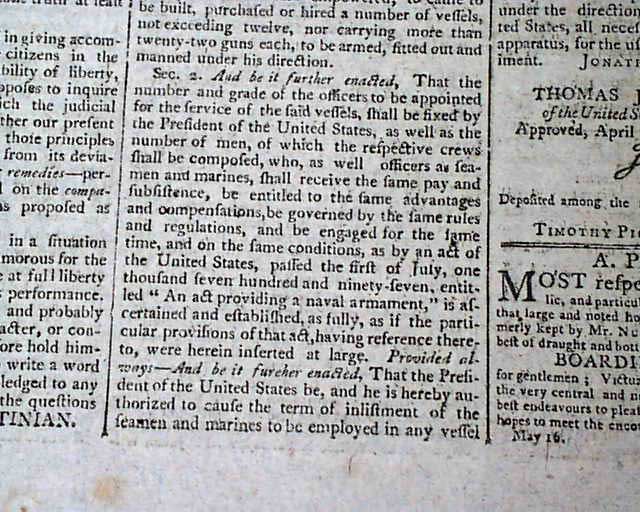 in giving accom-
citizens in the
bility of liberty,
poses to inquire
ich the judicial
ther our present
those principles
from its devia-
remedies—per-
d on the compa-
as proposed as
in a situation
morous for the
e at full liberty
s performance.
and probably
acter, or con-
fore hold him-
write a word
ledged to any
the questions
TINIAN.
be built, purchaſed or hired a number of veſſels,
not exceeding twelve, nor carrying more than
twenty-two guns each, to be armed, fitted out and
manned under his direction.
Sec. 2. And be it further enacted, That the
number and grade of the officers to be appointed
for the ſervice of the ſaid veſſels, ſhall be fixed by
the Preſident of the United States, as well as the
number of men, of which the reſpective crews
ſhall be compoſed, who, as well officers as ſea-
men and marines, ſhall receive the ſame pay and
ſubſiſtence, be entitled to the ſame advantages
and compenſations, be governed by the ſame rules
and regulations, and be engaged for the ſame
time, and on the ſame conditions, as by an act of
the United States, paſſed the firſt of July, one
thouſand ſeven hundred and ninety-ſeven, entit-
led "An act providing a naval armament," is aſ-
certained and eſtabliſhed, as fully, as if the parti-
cular proviſions of that act, having reference there-
to, were herein inſerted at large. Provided al-
ways—And be it further enacted, That the Preſi-
dent of the United States be, and he is hereby au-
thorized to cauſe the term of inliſtment of the
ſeamen and marines to be employed in any veſſel
under the direction
ted States, all neceſ
apparatus, for the uſ
iment. JONATH
THOMAS
of the United S
Approved, April
Depoſited among the
TIMOTHY PI
A. P
MOST reſpe
lic, and particu
that large and noted ho
merly kept by Mr. N
beſt of draught and bott
BOARDI
for gentlemen; Victu
the very central and
beſt endeavours to pleaſ
hopes to meet the encou
May 16.